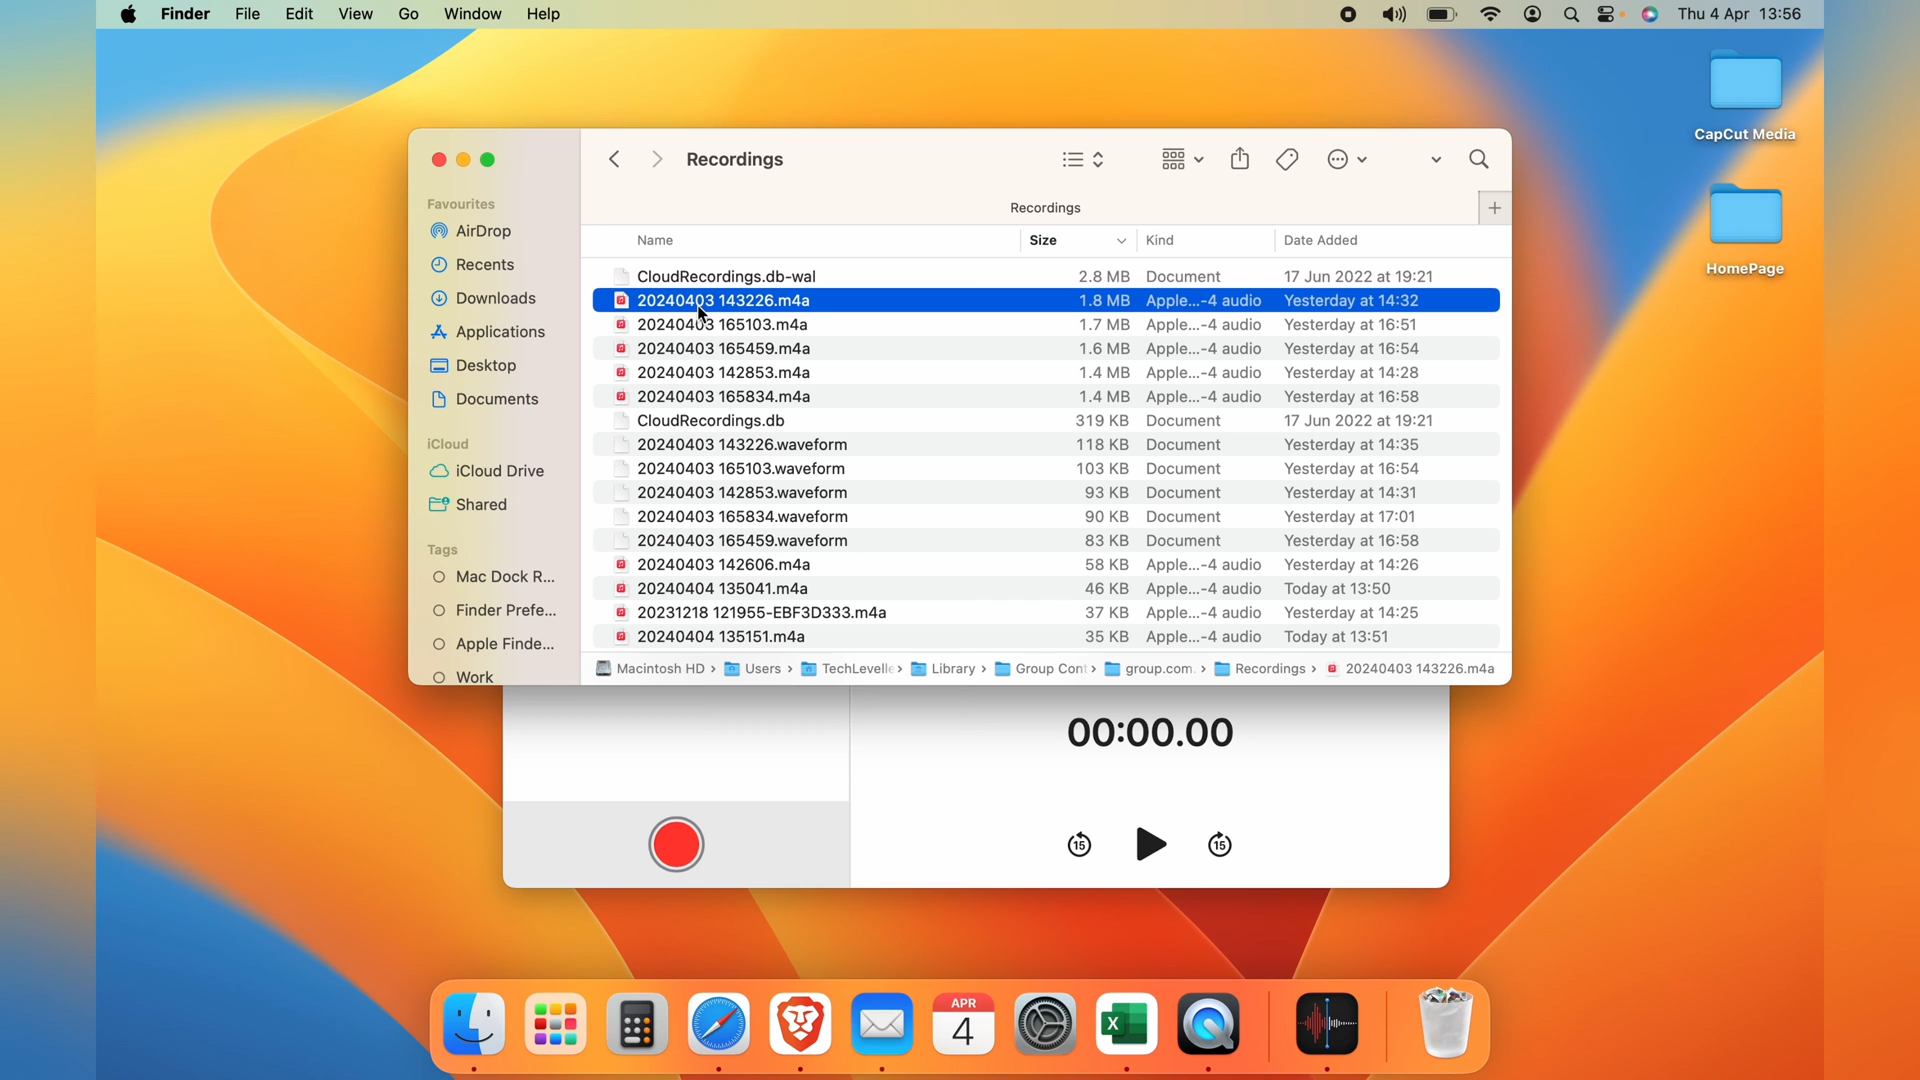 Finder File Edit View Go Window Help Thu 4 Apr 13:56
CapCut Media
HomePage
Recordings
Recordings
Favourites
AirDrop
Recents
Downloads
Applications
Desktop
Documents
iCloud
iCloud Drive
Shared
Tags
Mac Dock R...
Finder Prefe...
Apple Finde...
Work
Name Size Kind Date Added
CloudRecordings.db-wal 2.8 MB Document 17 Jun 2022 at 19:21
20240403 143226.m4a 1.8 MB Apple...-4 audio Yesterday at 14:32
20240403 165103.m4a 1.7 MB Apple...-4 audio Yesterday at 16:51
20240403 165459.m4a 1.6 MB Apple...-4 audio Yesterday at 16:54
20240403 142853.m4a 1.4 MB Apple...-4 audio Yesterday at 14:28
20240403 165834.m4a 1.4 MB Apple...-4 audio Yesterday at 16:58
CloudRecordings.db 319 KB Document 17 Jun 2022 at 19:21
20240403 143226.waveform 118 KB Document Yesterday at 14:35
20240403 165103.waveform 103 KB Document Yesterday at 16:54
20240403 142853.waveform 93 KB Document Yesterday at 14:31
20240403 165834.waveform 90 KB Document Yesterday at 17:01
20240403 165459.waveform 83 KB Document Yesterday at 16:58
20240403 142606.m4a 58 KB Apple...-4 audio Yesterday at 14:26
20240404 135041.m4a 46 KB Apple...-4 audio Today at 13:50
20231218 121955-EBF3D333.m4a 37 KB Apple...-4 audio Yesterday at 14:25
20240404 135151.m4a 35 KB Apple...-4 audio Today at 13:51
Macintosh HD › Users › TechLevelle › Library › Group Cont › group.com. › Recordings › 20240403 143226.m4a
00:00.00
15 15
APR
4
X